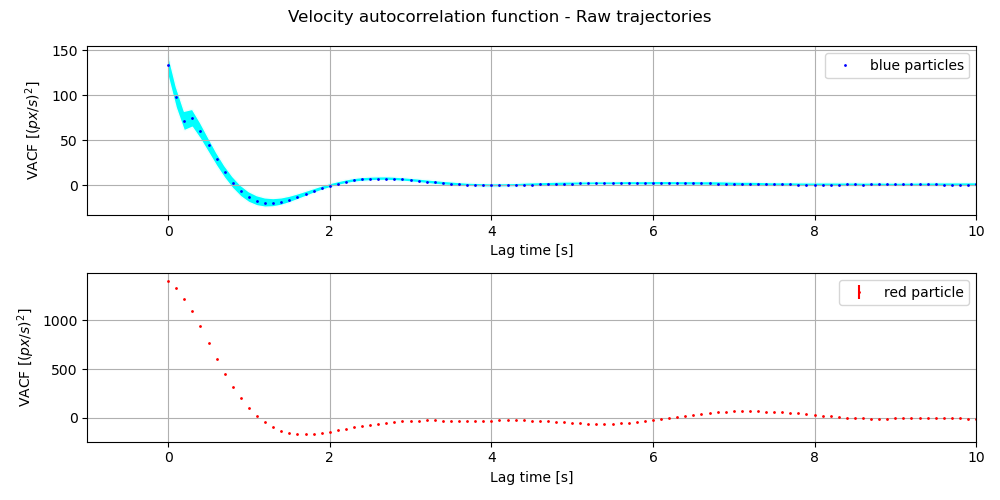 Velocity autocorrelation function - Raw trajectories
VACF [(px/s)²]
150
100
50
0
blue particles
0 2 4 6 8 10
Lag time [s]
VACF [(px/s)²]
1000
500
0
red particle
0 2 4 6 8 10
Lag time [s]